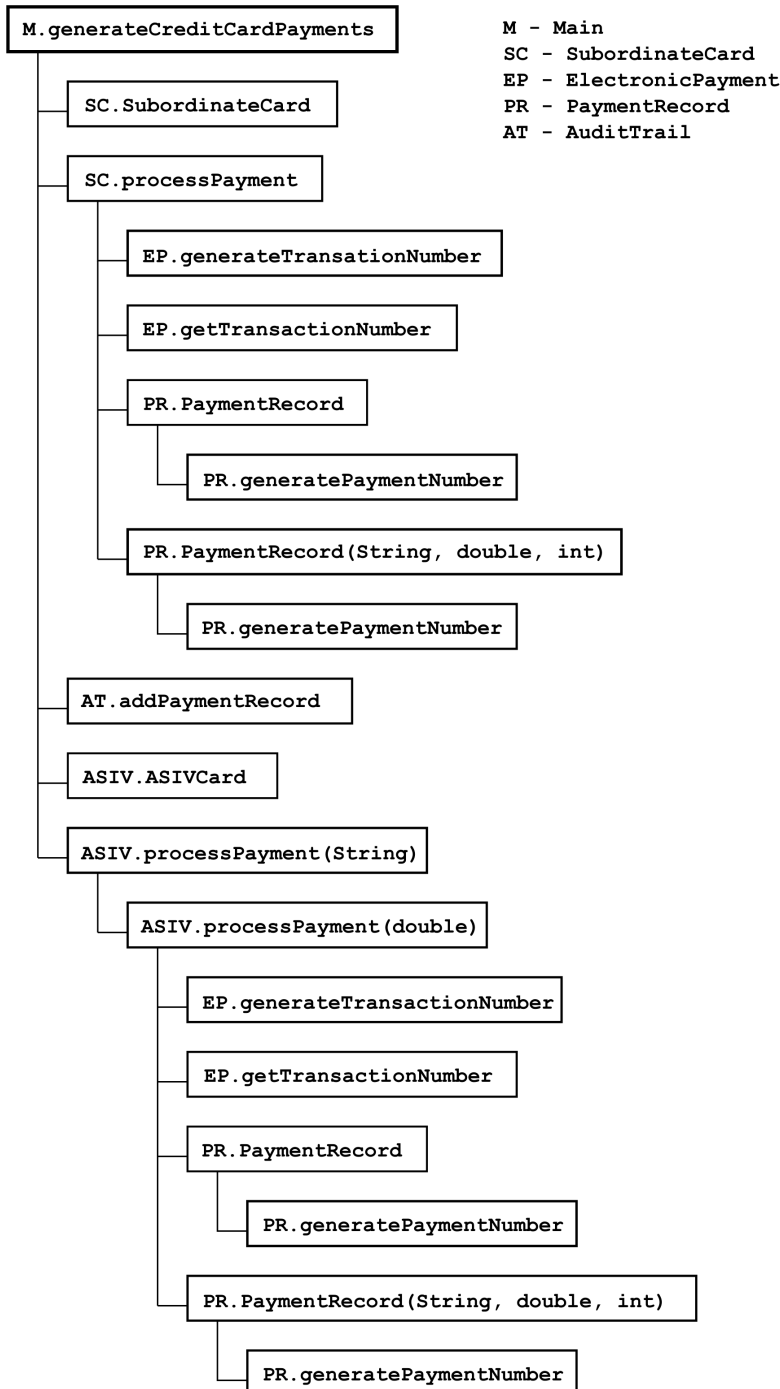 M.generateCreditCardPayments
M - Main
SC - SubordinateCard
EP - ElectronicPayment
PR - PaymentRecord
AT - AuditTrail
SC.SubordinateCard
SC.processPayment
EP.generateTransationNumber
EP.getTransactionNumber
PR.PaymentRecord
PR.generatePaymentNumber
PR.PaymentRecord(String, double, int)
PR.generatePaymentNumber
AT.addPaymentRecord
ASIV.ASIVCard
ASIV.processPayment(String)
ASIV.processPayment(double)
EP.generateTransactionNumber
EP.getTransactionNumber
PR.PaymentRecord
PR.generatePaymentNumber
PR.PaymentRecord(String, double, int)
PR.generatePaymentNumber